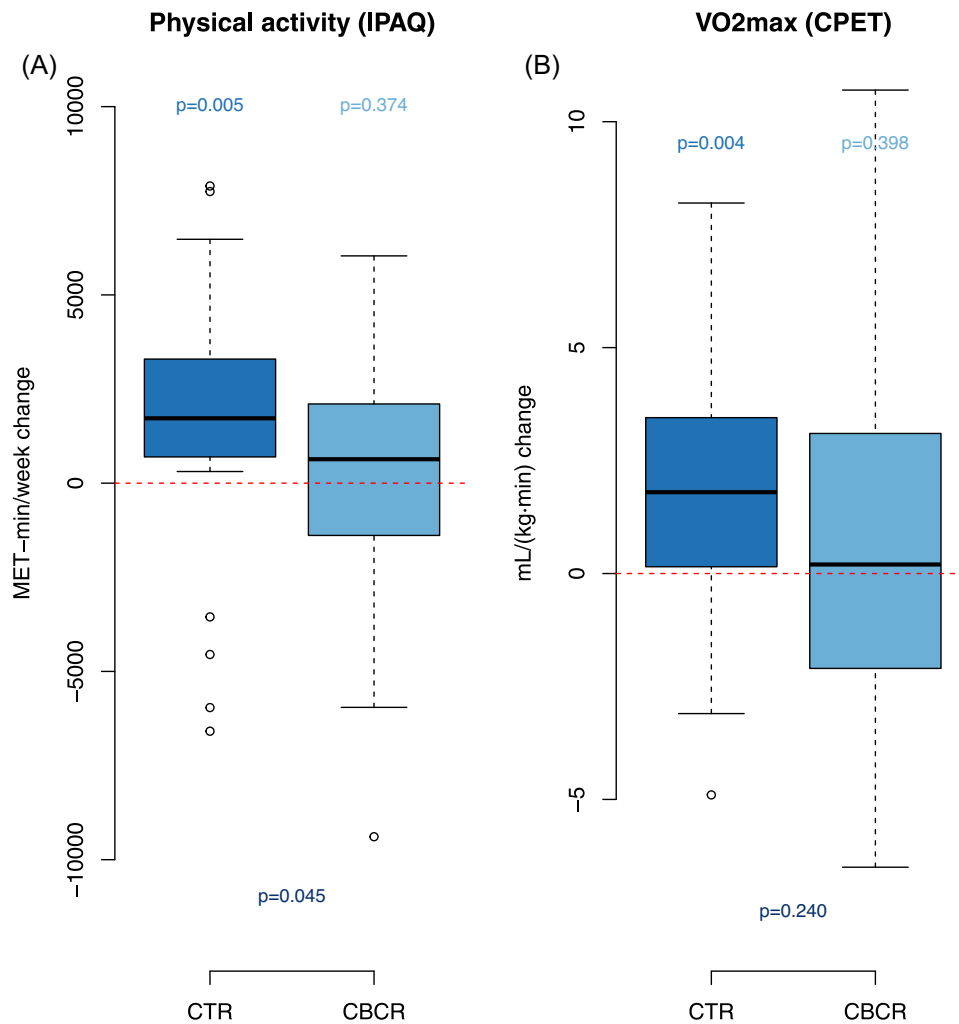 Physical activity (IPAQ)
(A)
MET−min/week change
10000
5000
0
−5000
−10000
p=0.005
p=0.374
p=0.045
CTR
CBCR
VO2max (CPET)
(B)
mL/(kg·min) change
10
5
0
−5
p=0.004
p=0.398
p=0.240
CTR
CBCR